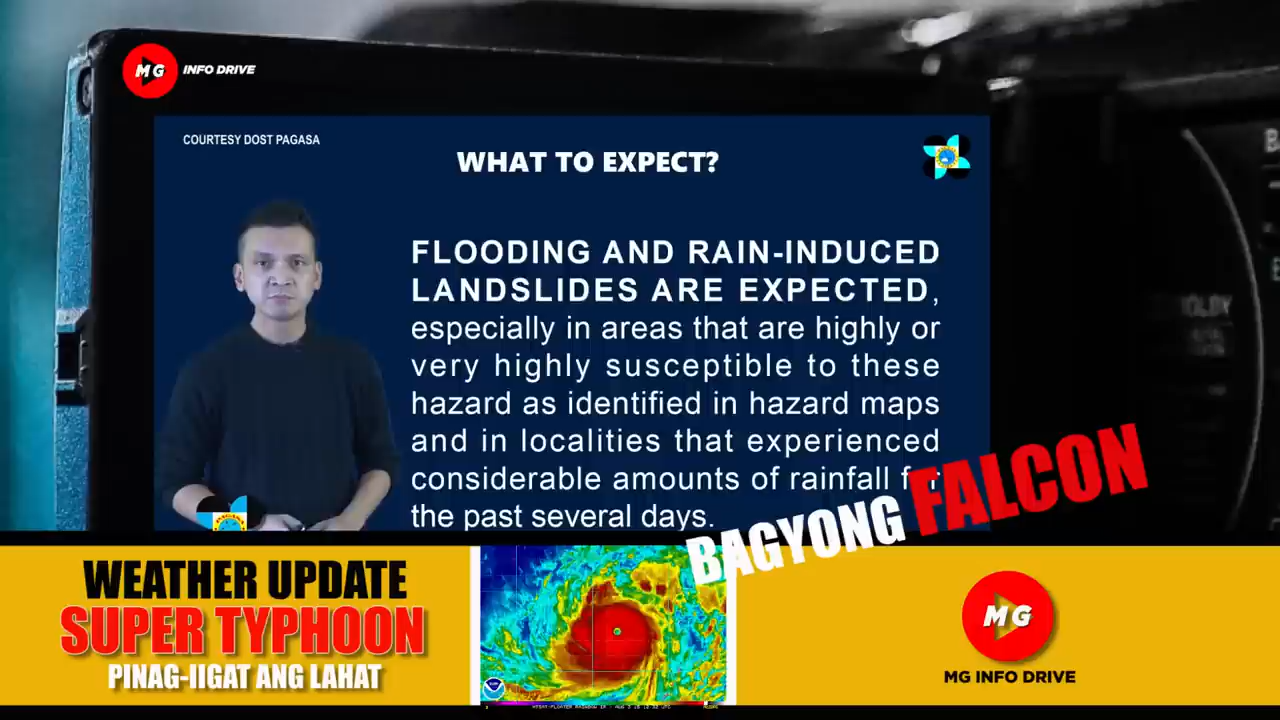 MG INFO DRIVE
COURTESY DOST PAGASA
WHAT TO EXPECT?
FLOODING AND RAIN-INDUCED
LANDSLIDES ARE EXPECTED,
especially in areas that are highly or
very highly susceptible to these
hazard as identified in hazard maps
and in localities that experienced
considerable amounts of rainfall for
the past several days.
BAGYONG FALCON
WEATHER UPDATE
SUPER TYPHOON
PINAG-IIGAT ANG LAHAT
MG
MG INFO DRIVE